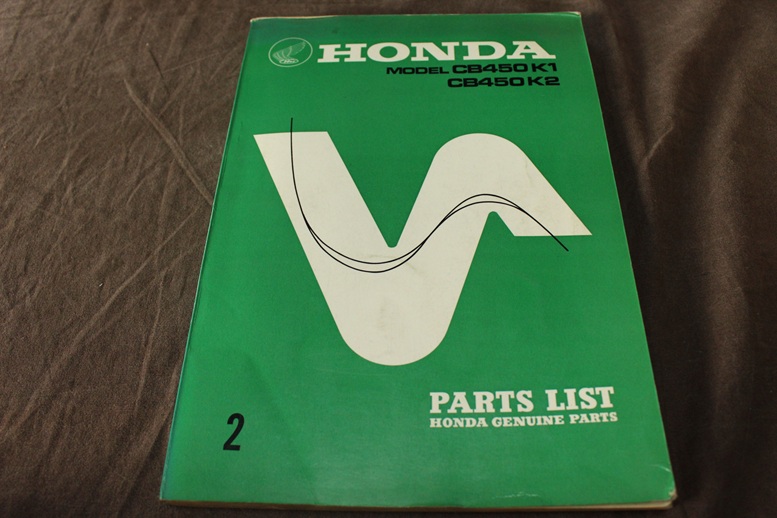 HONDA
MODEL CB450 K1
CB450 K2
PARTS LIST
HONDA GENUINE PARTS
2